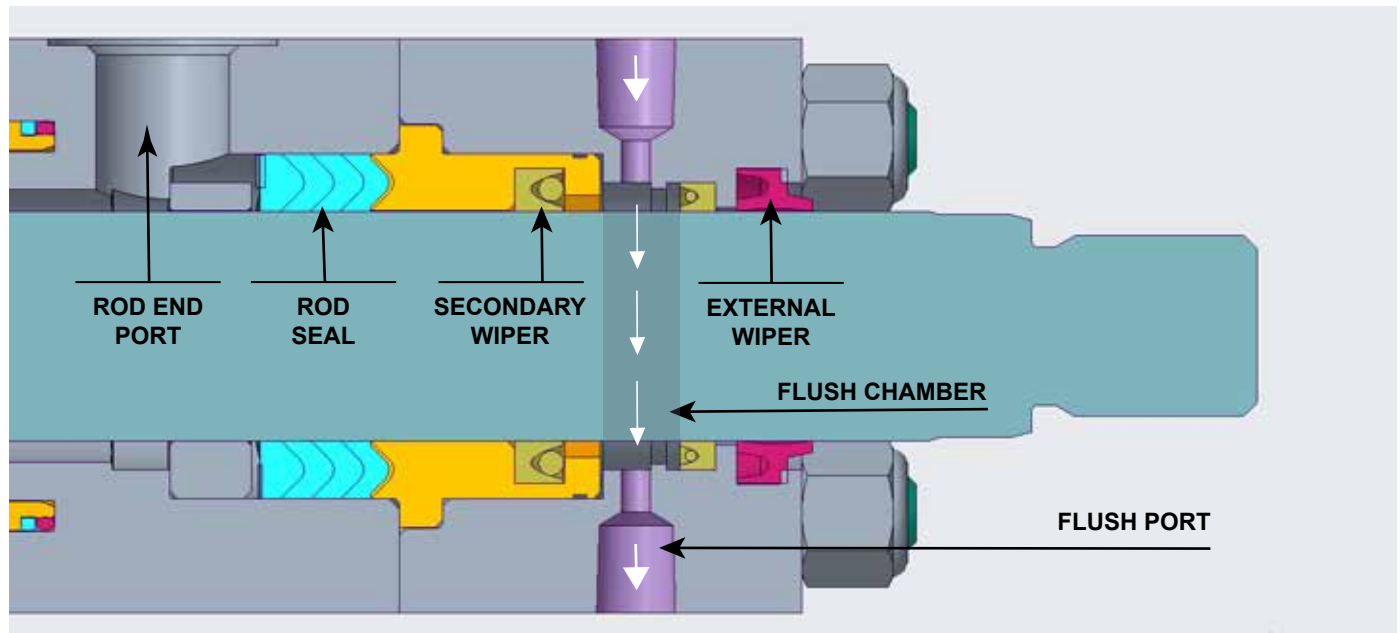 ROD END
PORT
ROD
SEAL
SECONDARY
WIPER
EXTERNAL
WIPER
FLUSH CHAMBER
FLUSH PORT